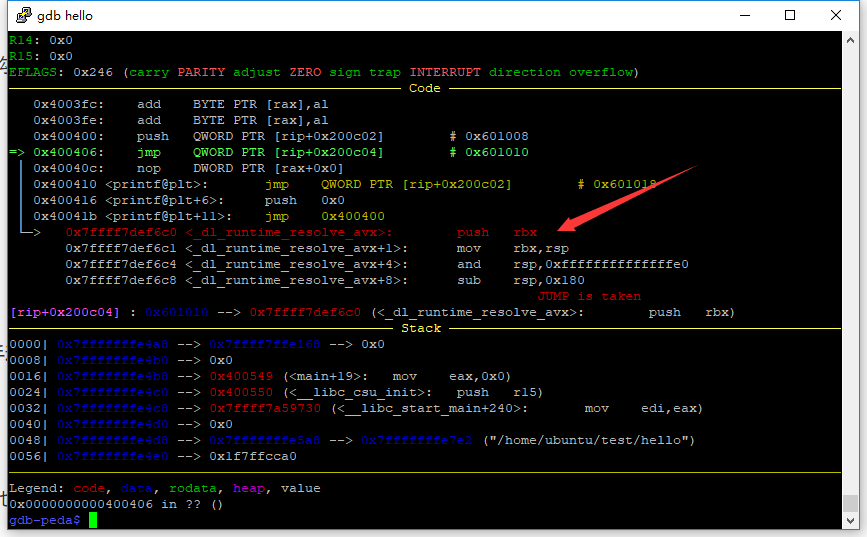 gdb hello
R14: 0x0
R15: 0x0
EFLAGS: 0x246 (carry PARITY adjust ZERO sign trap INTERRUPT direction overflow)
Code
0x4003fc: add BYTE PTR [rax],al
0x4003fe: add BYTE PTR [rax],al
0x400400: push QWORD PTR [rip+0x200c02] # 0x601008
=> 0x400406: jmp QWORD PTR [rip+0x200c04] # 0x601010
0x40040c: nop DWORD PTR [rax+0x0]
0x400410 <printf@plt>: jmp QWORD PTR [rip+0x200c02] # 0x601018
0x400416 <printf@plt+6>: push 0x0
0x40041b <printf@plt+11>: jmp 0x400400
0x7ffff7def6c0 <_dl_runtime_resolve_avx>: push rbx
0x7ffff7def6c1 <_dl_runtime_resolve_avx+1>: mov rbx,rsp
0x7ffff7def6c4 <_dl_runtime_resolve_avx+4>: and rsp,0xffffffffffffffe0
0x7ffff7def6c8 <_dl_runtime_resolve_avx+8>: sub rsp,0x180
JUMP is taken
[rip+0x200c04] : 0x601010 --> 0x7ffff7def6c0 (<_dl_runtime_resolve_avx>: push rbx)
Stack
0000| 0x7fffffffe4a8 --> 0x7ffff7ffe168 --> 0x0
0008| 0x7fffffffe4b0 --> 0x0
0016| 0x7fffffffe4b8 --> 0x400549 (<main+19>: mov eax,0x0)
0024| 0x7fffffffe4c0 --> 0x400550 (<__libc_csu_init>: push r15)
0032| 0x7fffffffe4c8 --> 0x7ffff7a59730 (<__libc_start_main+240>: mov edi,eax)
0040| 0x7fffffffe4d0 --> 0x0
0048| 0x7fffffffe4d8 --> 0x7fffffffe5a8 --> 0x7fffffffe7e2 ("/home/ubuntu/test/hello")
0056| 0x7fffffffe4e0 --> 0x1f7ffcca0
Legend: code, data, rodata, heap, value
0x0000000000400406 in ?? ()
gdb-peda$